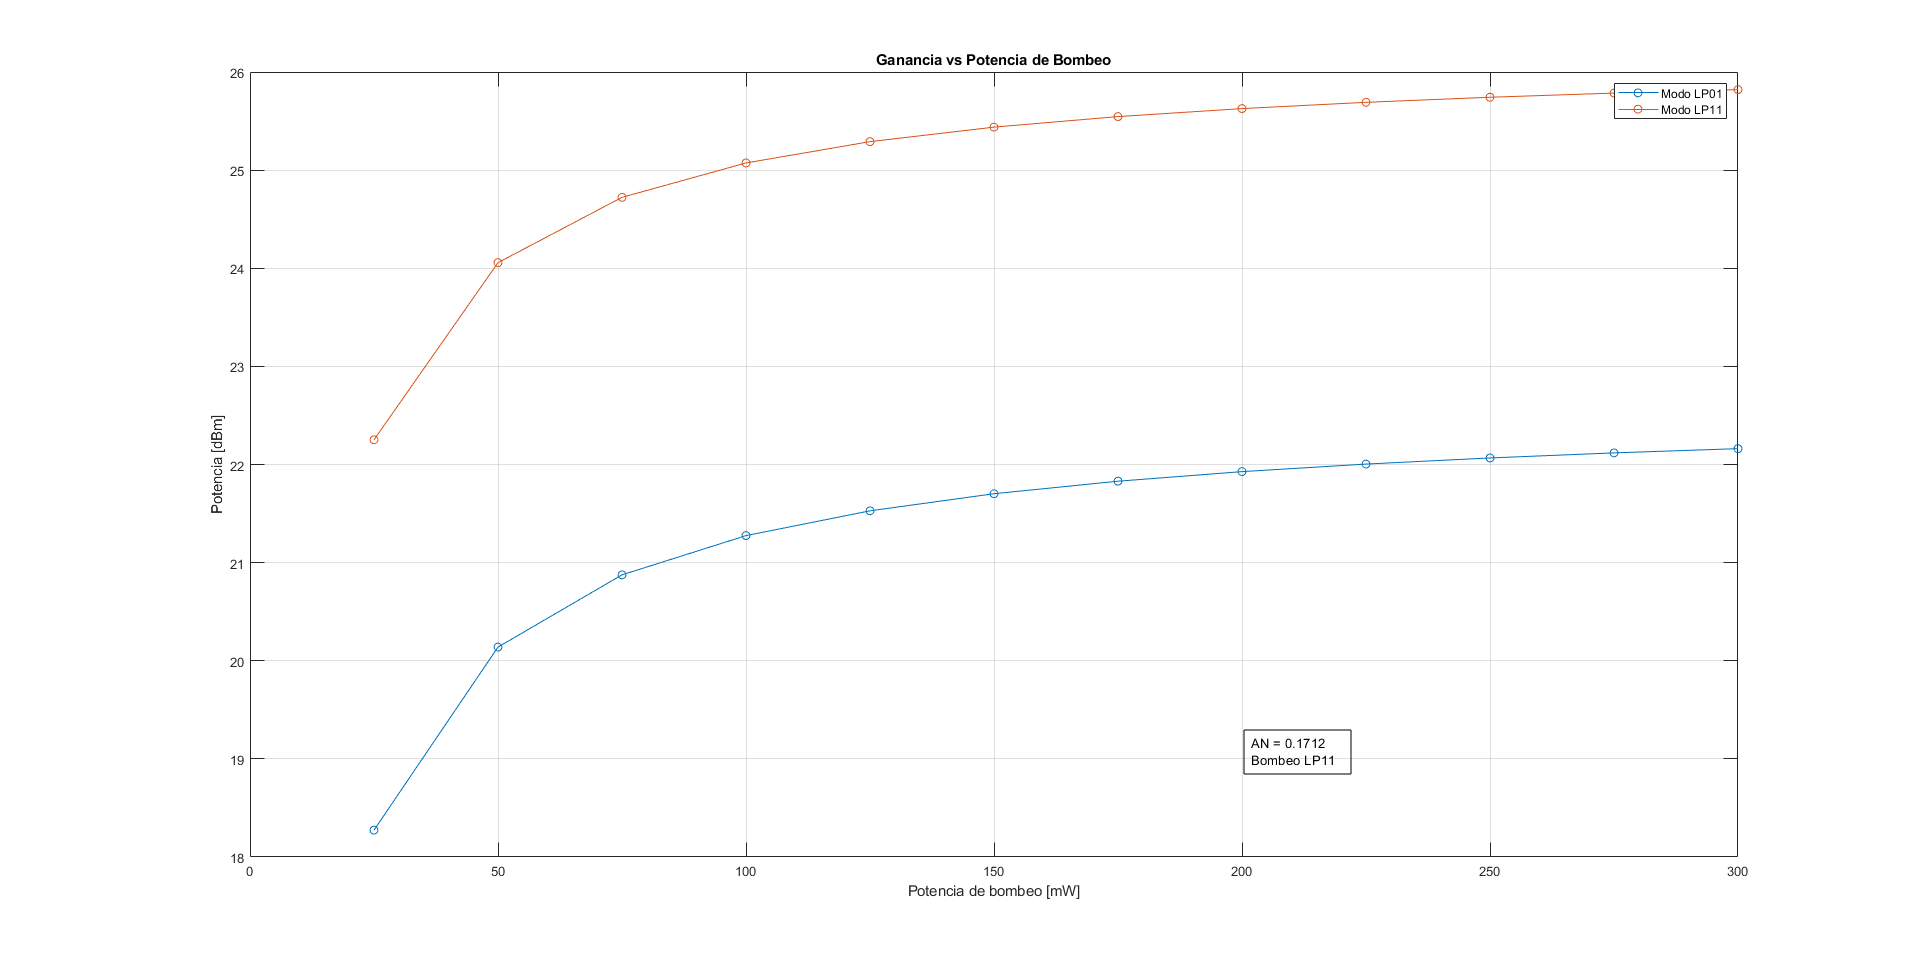 Ganancia vs Potencia de Bombeo
Modo LP01
Modo LP11
Potencia [dBm]
26
25
24
23
22
21
20
19
18
AN = 0.1712
Bombeo LP11
0 50 100 150 200 250 300
Potencia de bombeo [mW]